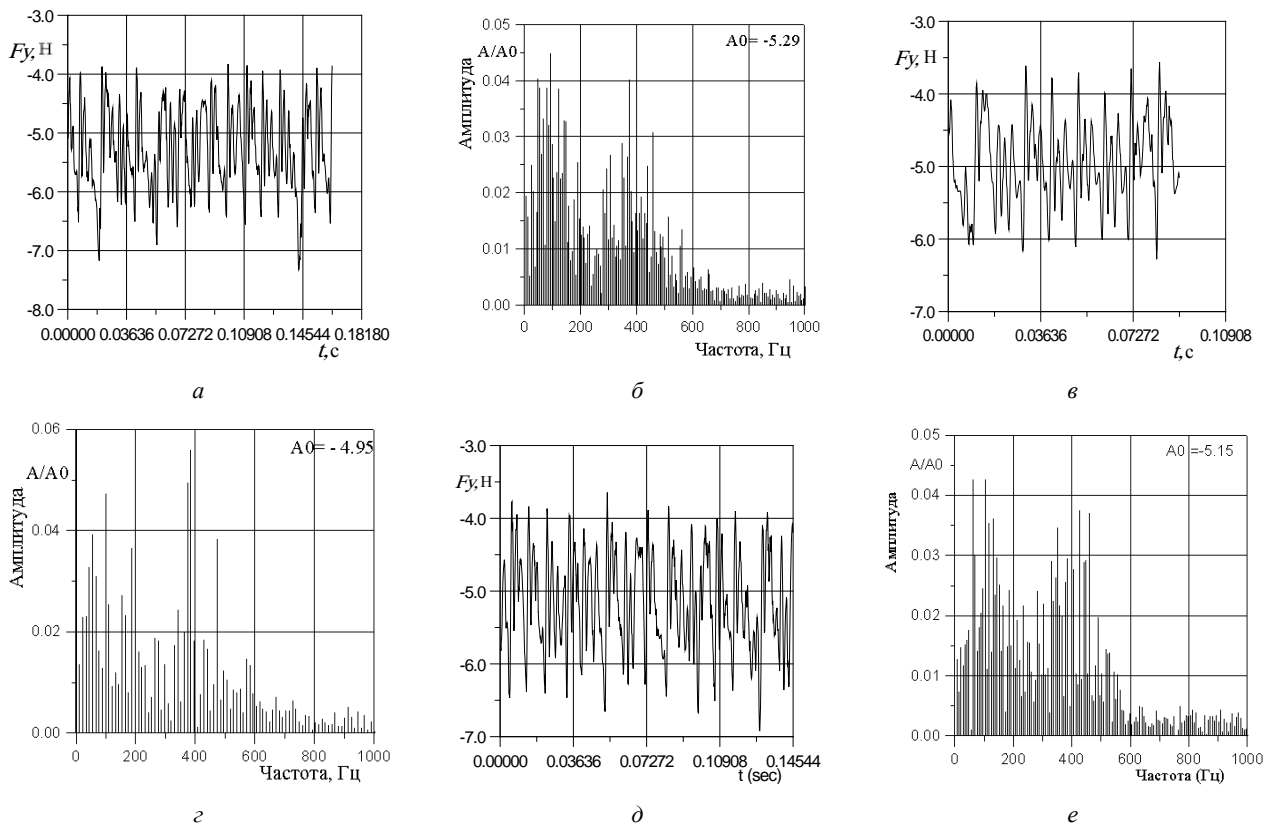 -3.0
Fy, Н
-4.0
-5.0
-6.0
-7.0
-8.0
0.00000 0.03636 0.07272 0.10908 0.14544 0.18180
t,с
а
0.05
A/A0
A0= -5.29
0.04
0.03
0.02
0.01
0.00
Амплитуда
0 200 400 600 800 1000
Частота, Гц
б
-3.0
Fy, Н
-4.0
-5.0
-6.0
-7.0
0.00000 0.03636 0.07272 0.10908
t,с
в
0.06
A0= - 4.95
A/A0
0.04
0.02
0.00
Амплитуда
0 200 400 600 800 1000
Частота, Гц
г
-3.0
Fy, Н
-4.0
-5.0
-6.0
-7.0
0.00000 0.03636 0.07272 0.10908 0.14544
t (sec)
д
0.05
A/A0
A0 =-5.15
0.04
0.03
0.02
0.01
0.00
Амплитуда
0 200 400 600 800 1000
Частота (Гц)
е